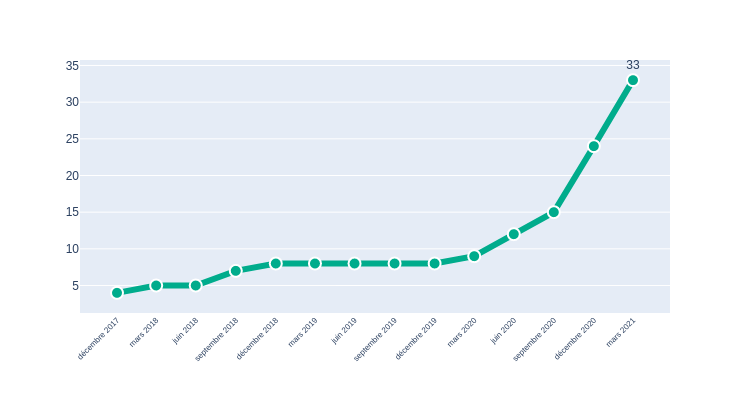 35
33
30
25
20
15
10
5
décembre 2017
mars 2018
juin 2018
septembre 2018
décembre 2018
mars 2019
juin 2019
septembre 2019
décembre 2019
mars 2020
juin 2020
septembre 2020
décembre 2020
mars 2021